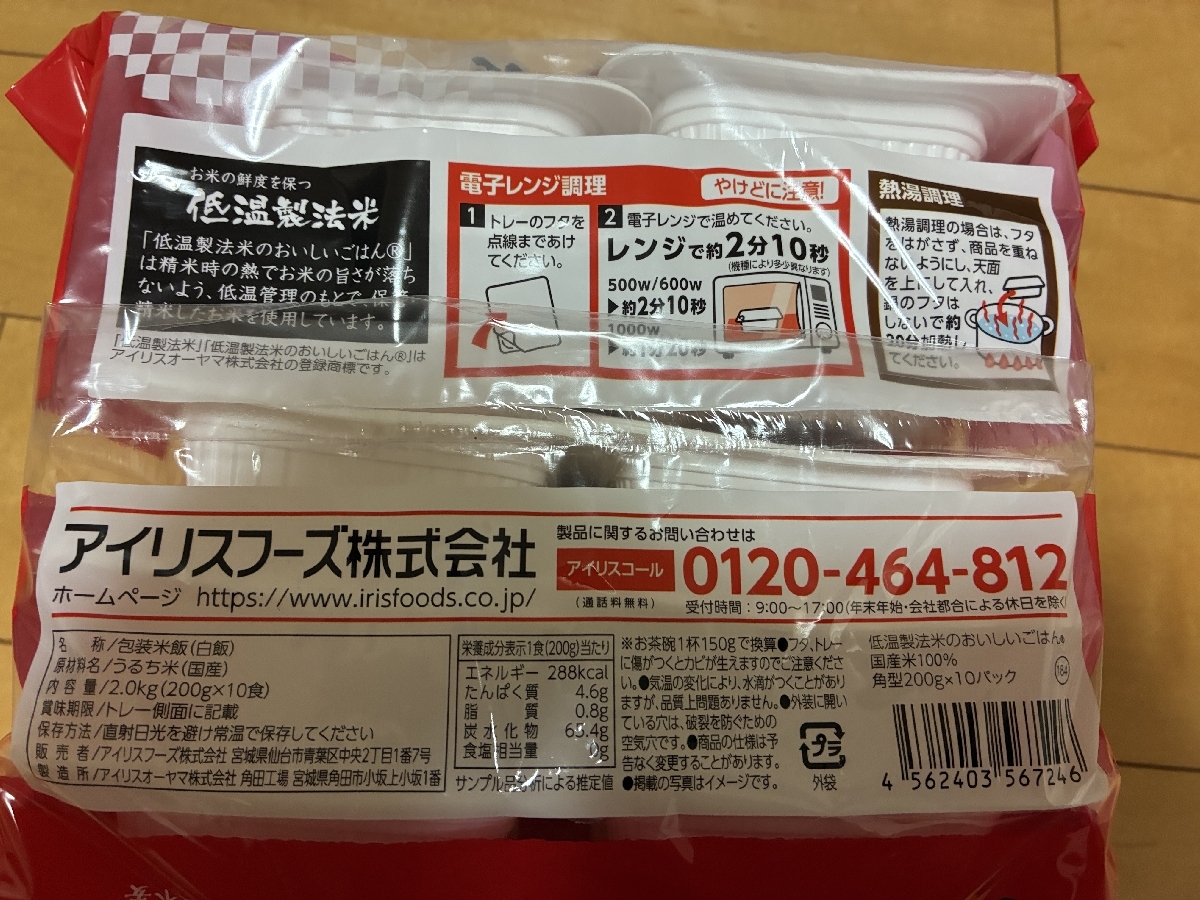 お米の鮮度を保つ
低温製法米
「低温製法米のおいしいごはん®」
は精米時の熱でお米の旨さが落ち
ないよう、低温管理のもとで、保管・
精米したお米を使用しています。
「低温製法米」「低温製法米のおいしいごはん®」は
アイリスオーヤマ株式会社の登録商標です。
電子レンジ調理
やけどに注意!
1 トレーのフタを
点線まであけ
てください。
2 電子レンジで温めてください。
レンジで約2分10秒
(機種により多少異なります)
500w/600w
▶約2分10秒
1000w
▶約1分20秒
熱湯調理
熱湯調理の場合は、フタ
をはがさず、商品を重ね
ないようにし、天面
を上にして入れ、
鍋のフタは
しないで約
20分加熱し
てください。
アイリスフーズ株式会社
ホームページ https://www.irisfoods.co.jp/
製品に関するお問い合わせは
アイリスコール
(通話料無料)
0120-464-812
受付時間:9:00〜17:00(年末年始・会社都合による休日を除く)
名称/包装米飯(白飯)
原材料名/うるち米(国産)
内容量/2.0kg(200g×10食)
賞味期限/トレー側面に記載
保存方法/直射日光を避け常温で保存してください
販売者/アイリスフーズ株式会社 宮城県仙台市青葉区中央2丁目1番7号
製造所/アイリスオーヤマ株式会社 角田工場 宮城県角田市小坂上小坂1番
栄養成分表示1食(200g)当たり
エネルギー 288kcal
たんぱく質 4.6g
脂質 0.8g
炭水化物 65.4g
食塩相当量 0g
サンプル品分析による推定値
※お茶碗1杯150gで換算●フタ、トレー
に傷がつくとカビが生えますのでご注意くださ
い。●気温の変化により、水滴がつくことがあり
ますが、品質上問題ありません。●外装に開い
ている穴は、破裂を防ぐための
空気穴です。●商品の仕様は予
告なく変更することがあります。
●掲載の写真はイメージです。
プラ
外袋
低温製法米のおいしいごはん®
国産米100%
角型200g×10パック
184
4 562403 567246